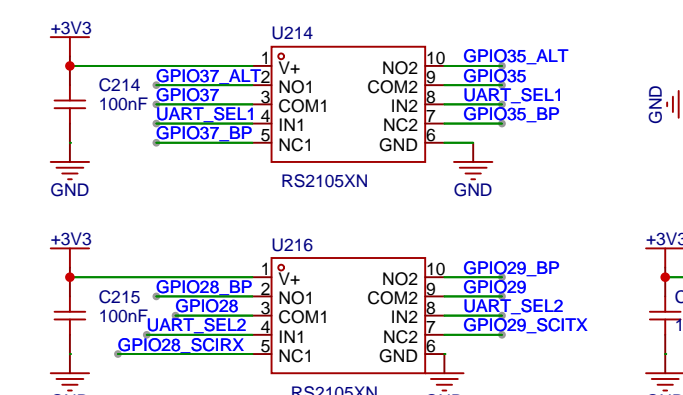 +3V3
U214
1 V+
GPIO37_ALT 2 NO1
GPIO37 3 COM1
UART_SEL1 4 IN1
GPIO37_BP 5 NC1
NO2 10 GPIO35_ALT
COM2 9 GPIO35
IN2 8 UART_SEL1
NC2 7 GPIO35_BP
GND 6
C214
100nF
GND
RS2105XN
GND
GND
+3V3
U216
1 V+
GPIO28_BP 2 NO1
GPIO28 3 COM1
UART_SEL2 4 IN1
GPIO28_SCIRX 5 NC1
NO2 10 GPIO29_BP
COM2 9 GPIO29
IN2 8 UART_SEL2
NC2 7 GPIO29_SCITX
GND 6
C215
100nF
RS2105XN
+3V3
C
1